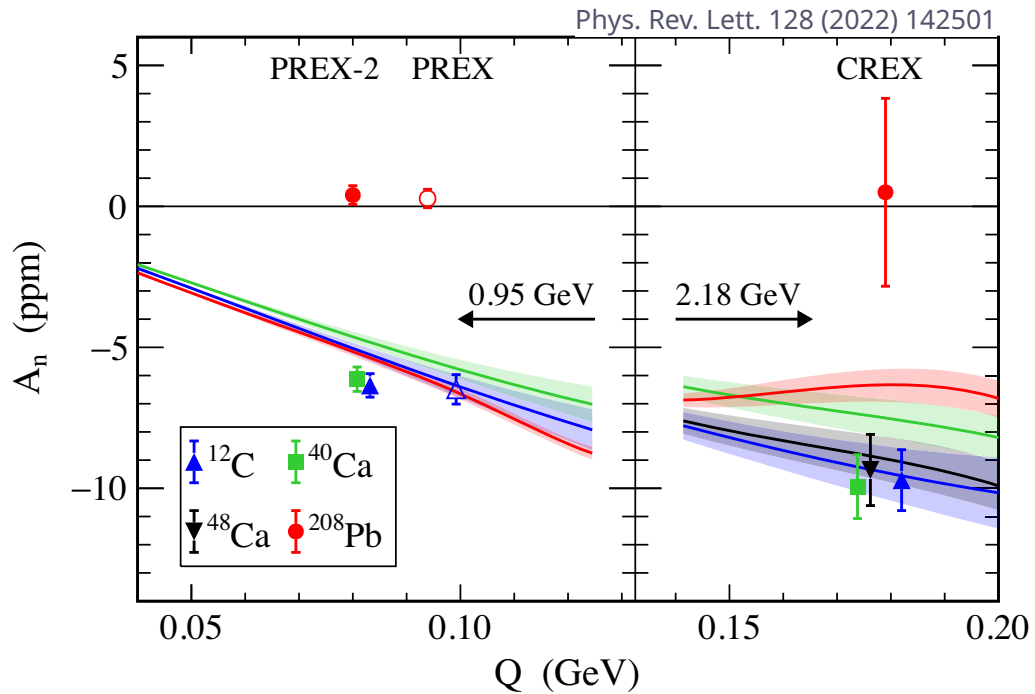 Phys. Rev. Lett. 128 (2022) 142501
PREX-2 PREX CREX
5
0
−5
−10
A_n (ppm)
0.95 GeV 2.18 GeV
¹²C ⁴⁰Ca
⁴⁸Ca ²⁰⁸Pb
0.05 0.10 0.15 0.20
Q (GeV)